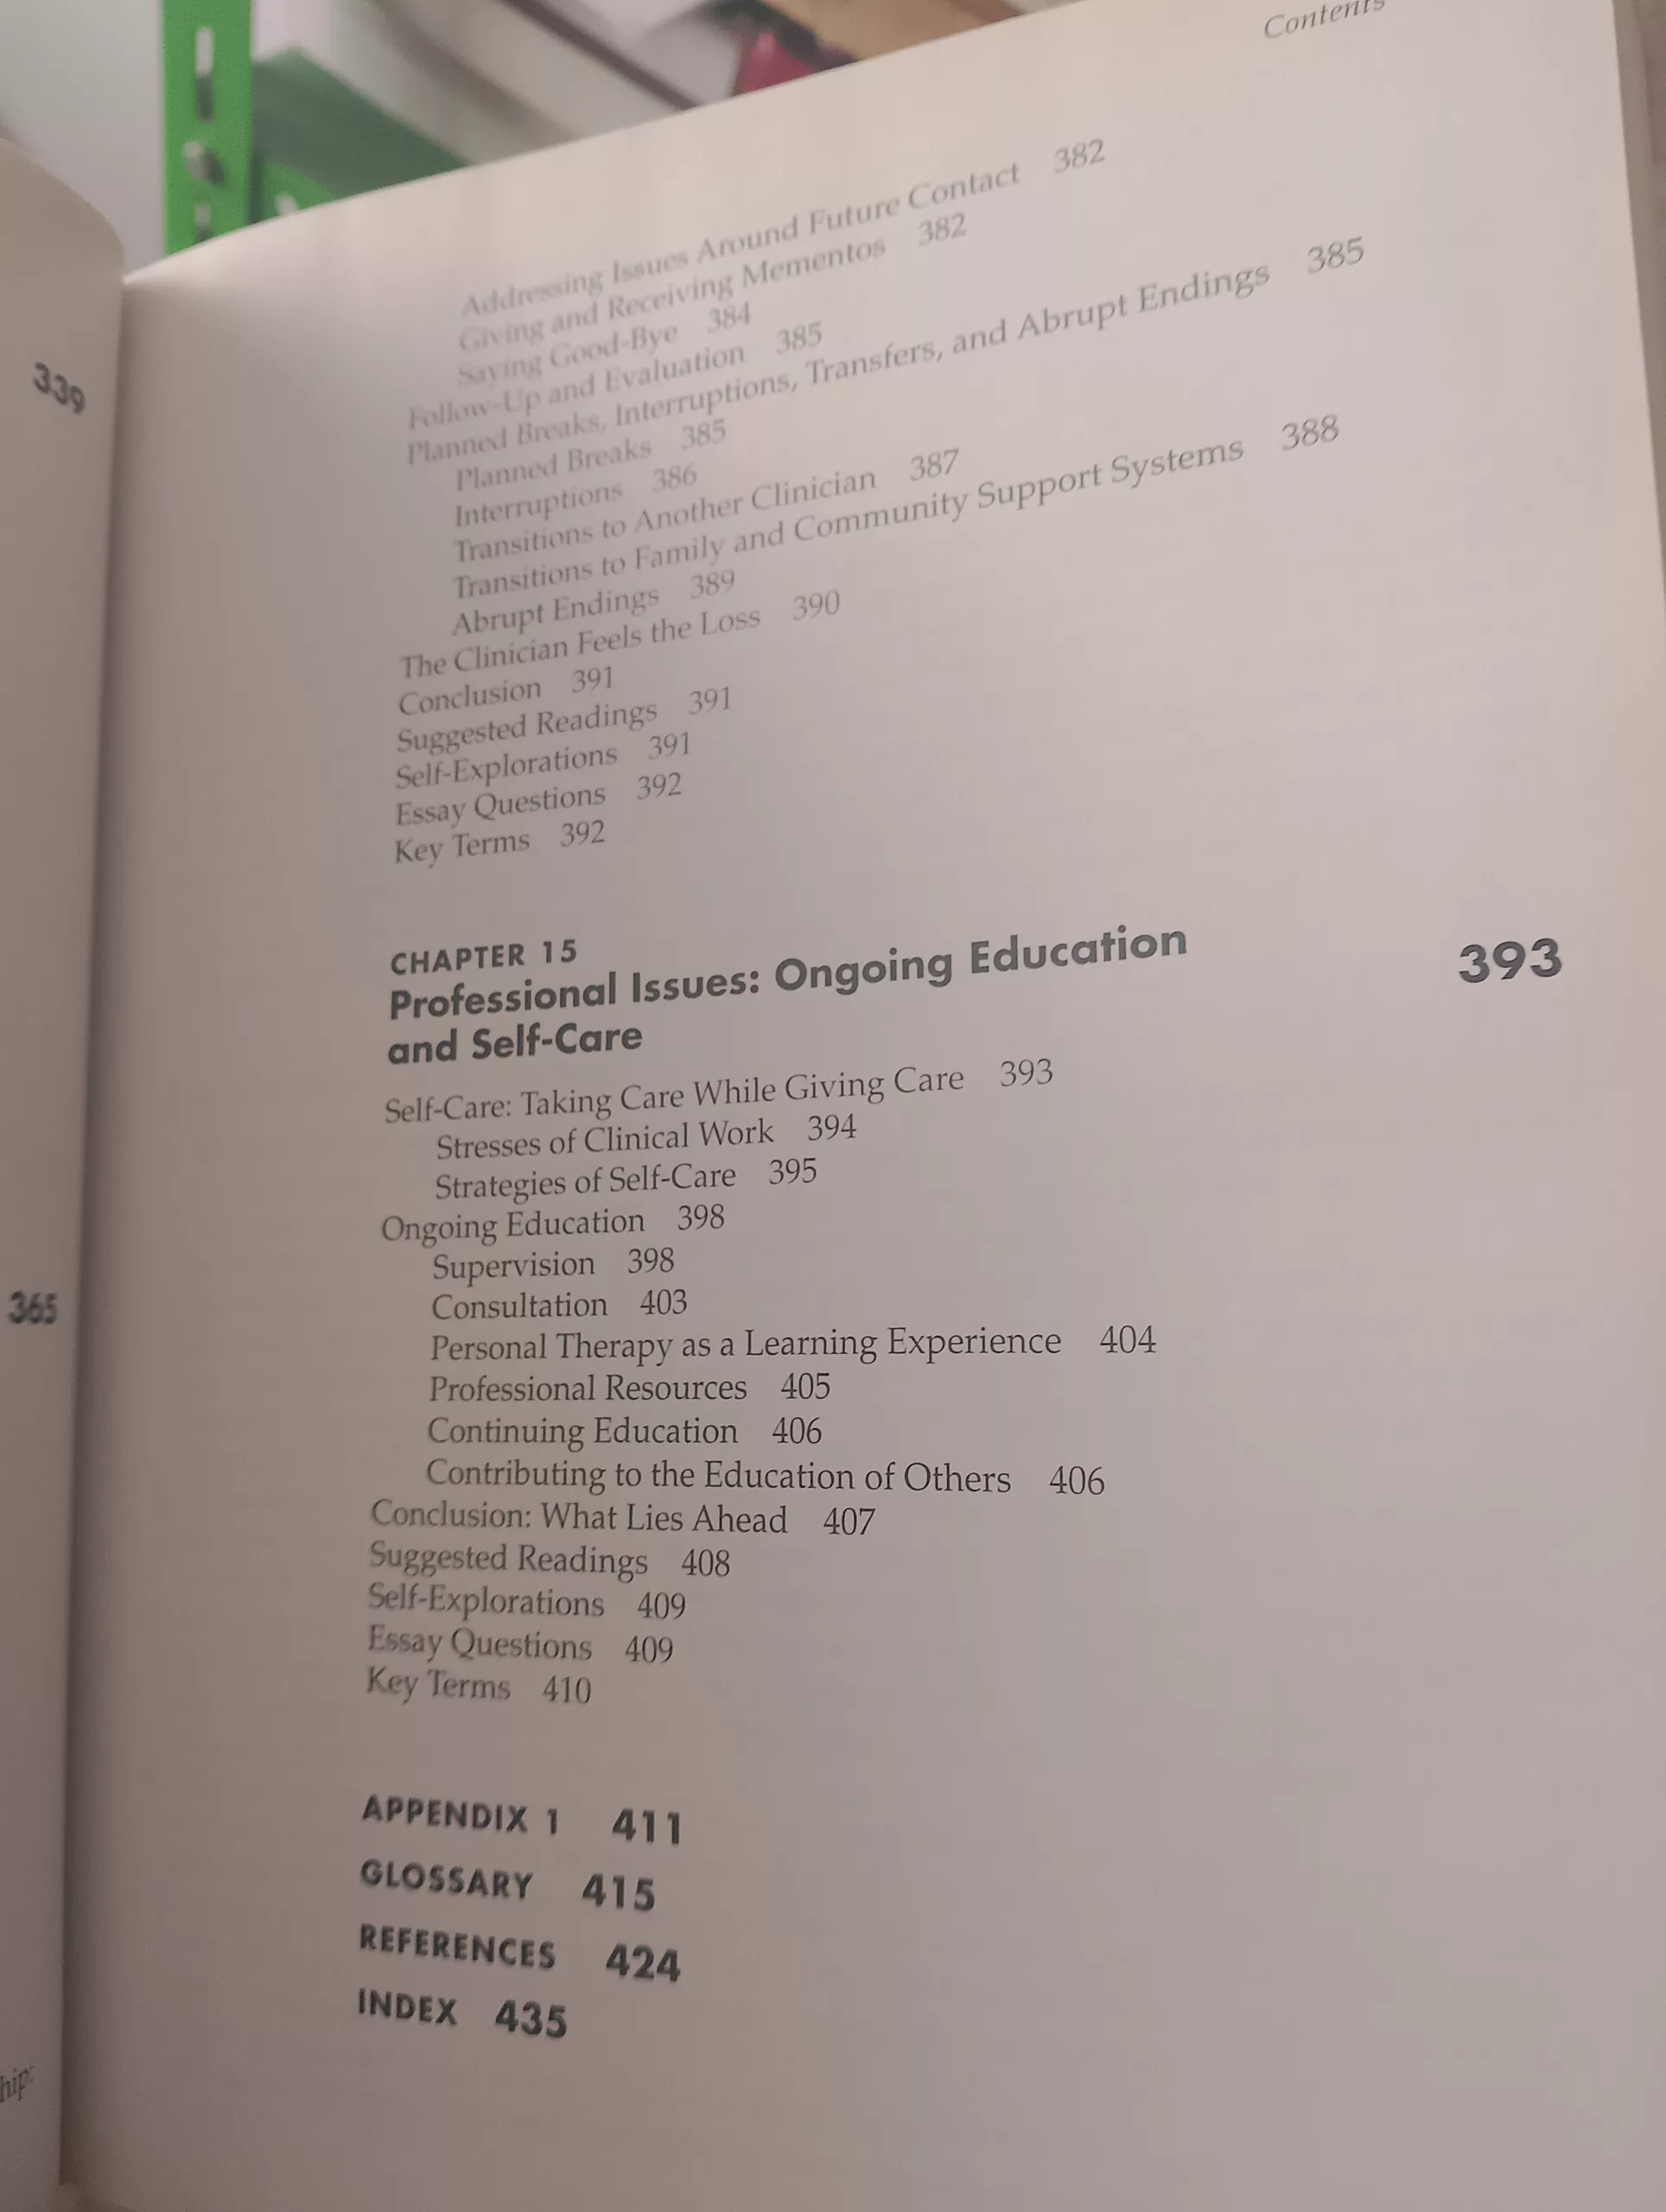 Contents
Addressing Issues Around Future Contact 382
Giving and Receiving Mementos 382
Saying Good-Bye 384
Follow-Up and Evaluation 385
Planned Breaks, Interruptions, Transfers, and Abrupt Endings 385
Planned Breaks 385
Interruptions 386
Transitions to Another Clinician 387
Transitions to Family and Community Support Systems 388
Abrupt Endings 389
The Clinician Feels the Loss 390
Conclusion 391
Suggested Readings 391
Self-Explorations 391
Essay Questions 392
Key Terms 392
CHAPTER 15
Professional Issues: Ongoing Education 393
and Self-Care
Self-Care: Taking Care While Giving Care 393
Stresses of Clinical Work 394
Strategies of Self-Care 395
Ongoing Education 398
Supervision 398
Consultation 403
Personal Therapy as a Learning Experience 404
Professional Resources 405
Continuing Education 406
Contributing to the Education of Others 406
Conclusion: What Lies Ahead 407
Suggested Readings 408
Self-Explorations 409
Essay Questions 409
Key Terms 410
APPENDIX 1 411
GLOSSARY 415
REFERENCES 424
INDEX 435
339
365